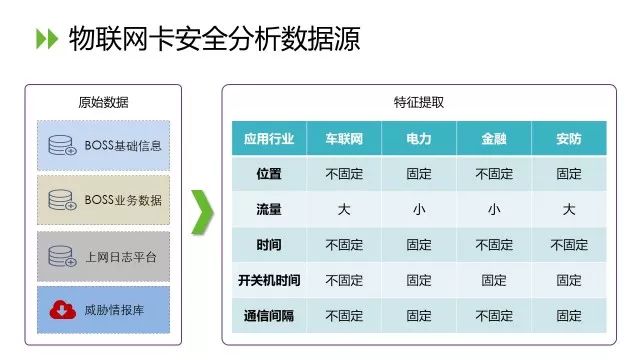 物联网卡安全分析数据源
原始数据
BOSS基础信息
BOSS业务数据
上网日志平台
威胁情报库
特征提取
应用行业 车联网 电力 金融 安防
位置 不固定 固定 不固定 固定
流量 大 小 小 大
时间 不固定 固定 不固定 不固定
开关机时间 不固定 固定 固定 固定
通信间隔 不固定 固定 不固定 固定